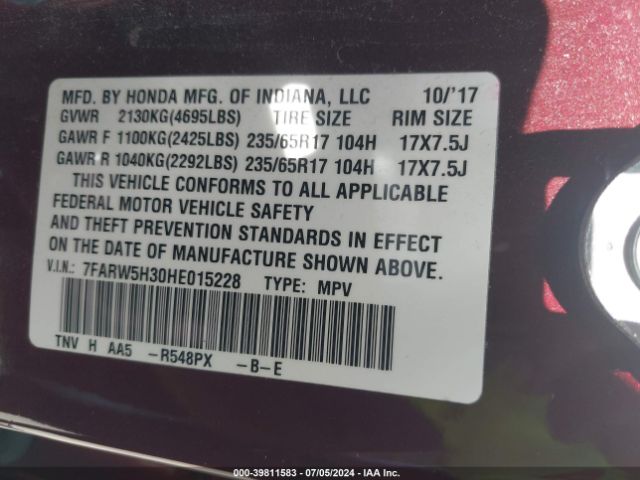 MFD. BY HONDA MFG. OF INDIANA, LLC 10/'17
GVWR 2130KG(4695LBS) TIRE SIZE RIM SIZE
GAWR F 1100KG(2425LBS) 235/65R17 104H 17X7.5J
GAWR R 1040KG(2292LBS) 235/65R17 104H 17X7.5J
THIS VEHICLE CONFORMS TO ALL APPLICABLE
FEDERAL MOTOR VEHICLE SAFETY
AND THEFT PREVENTION STANDARDS IN EFFECT
ON THE DATE OF MANUFACTURE SHOWN ABOVE.
V.I.N.: 7FARW5H30HE015228 TYPE: MPV
TNV H AA5 -R548PX -B-E
000-39811583 - 07/05/2024 - IAA Inc.